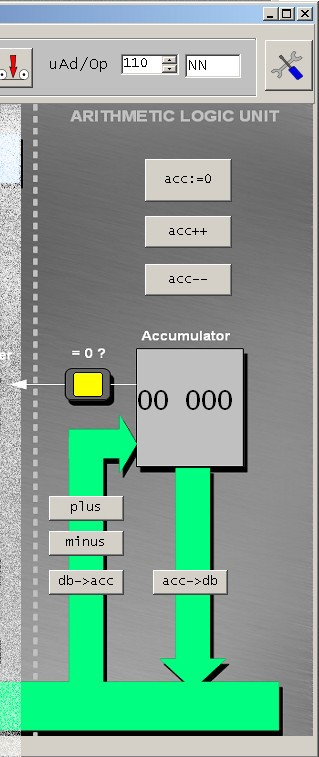 uAd/Op 110 NN
ARITHMETIC LOGIC UNIT
acc:=0
acc++
acc--
Accumulator
er
= 0 ?
00 000
plus
minus
db->acc acc->db